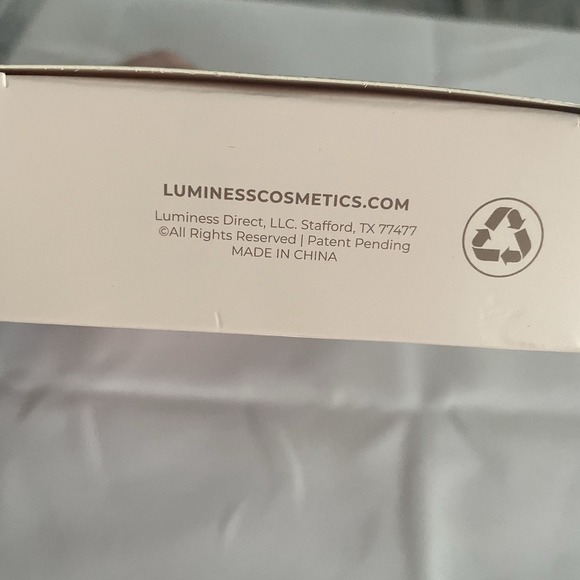 LUMINESSCOSMETICS.COM
Luminess Direct, LLC. Stafford, TX 77477
©All Rights Reserved | Patent Pending
MADE IN CHINA